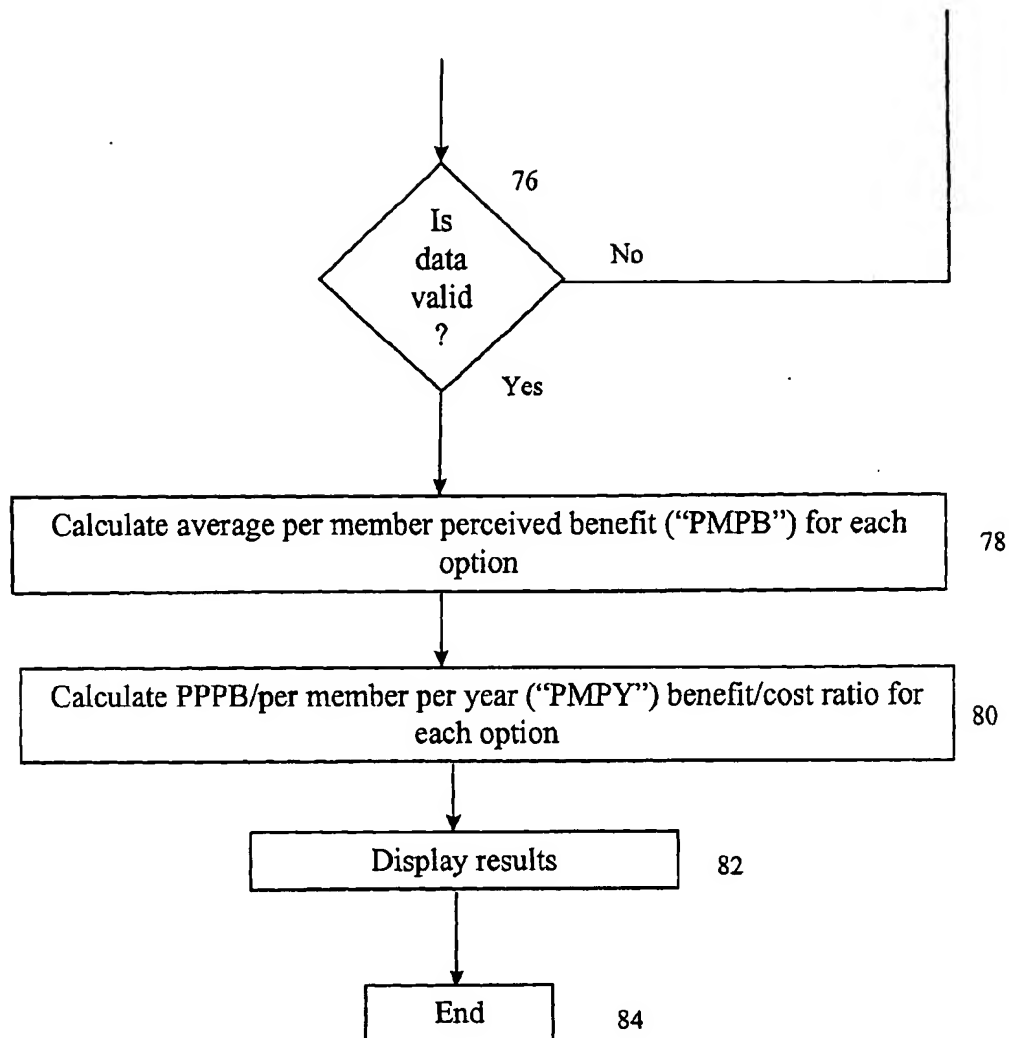 76
Is
data
valid
?
No
Yes
Calculate average per member perceived benefit (“PMPB”) for each
option
78
Calculate PPPB/per member per year (“PMPY”) benefit/cost ratio for
each option
80
Display results
82
End
84